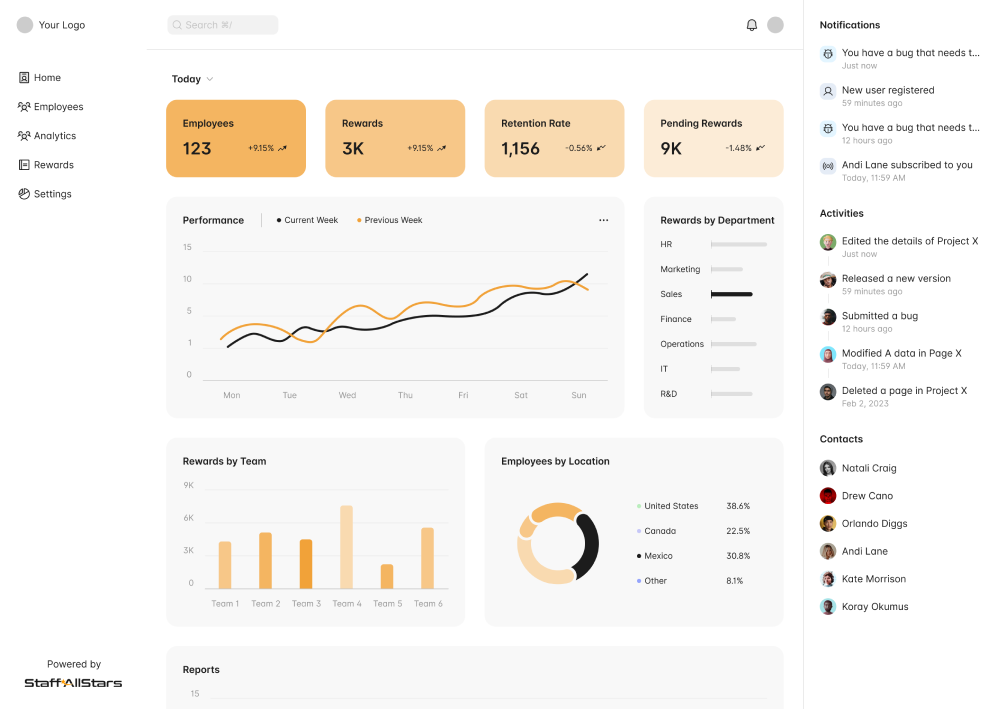 Your Logo
Search ⌘/
Home
Employees
Analytics
Rewards
Settings
Powered by
StaffAllStars
Today
Employees
123
+9.15%
Rewards
3K
+9.15%
Retention Rate
1,156
-0.56%
Pending Rewards
9K
-1.48%
Performance
Current Week
Previous Week
15
10
5
1
0
Mon Tue Wed Thu Fri Sat Sun
Rewards by Department
HR
Marketing
Sales
Finance
Operations
IT
R&D
Rewards by Team
9K
6K
3K
0
Team 1 Team 2 Team 3 Team 4 Team 5 Team 6
Employees by Location
United States 38.6%
Canada 22.5%
Mexico 30.8%
Other 8.1%
Reports
15
Notifications
You have a bug that needs t...
Just now
New user registered
59 minutes ago
You have a bug that needs t...
12 hours ago
Andi Lane subscribed to you
Today, 11:59 AM
Activities
Edited the details of Project X
Just now
Released a new version
59 minutes ago
Submitted a bug
12 hours ago
Modified A data in Page X
Today, 11:59 AM
Deleted a page in Project X
Feb 2, 2023
Contacts
Natali Craig
Drew Cano
Orlando Diggs
Andi Lane
Kate Morrison
Koray Okumus